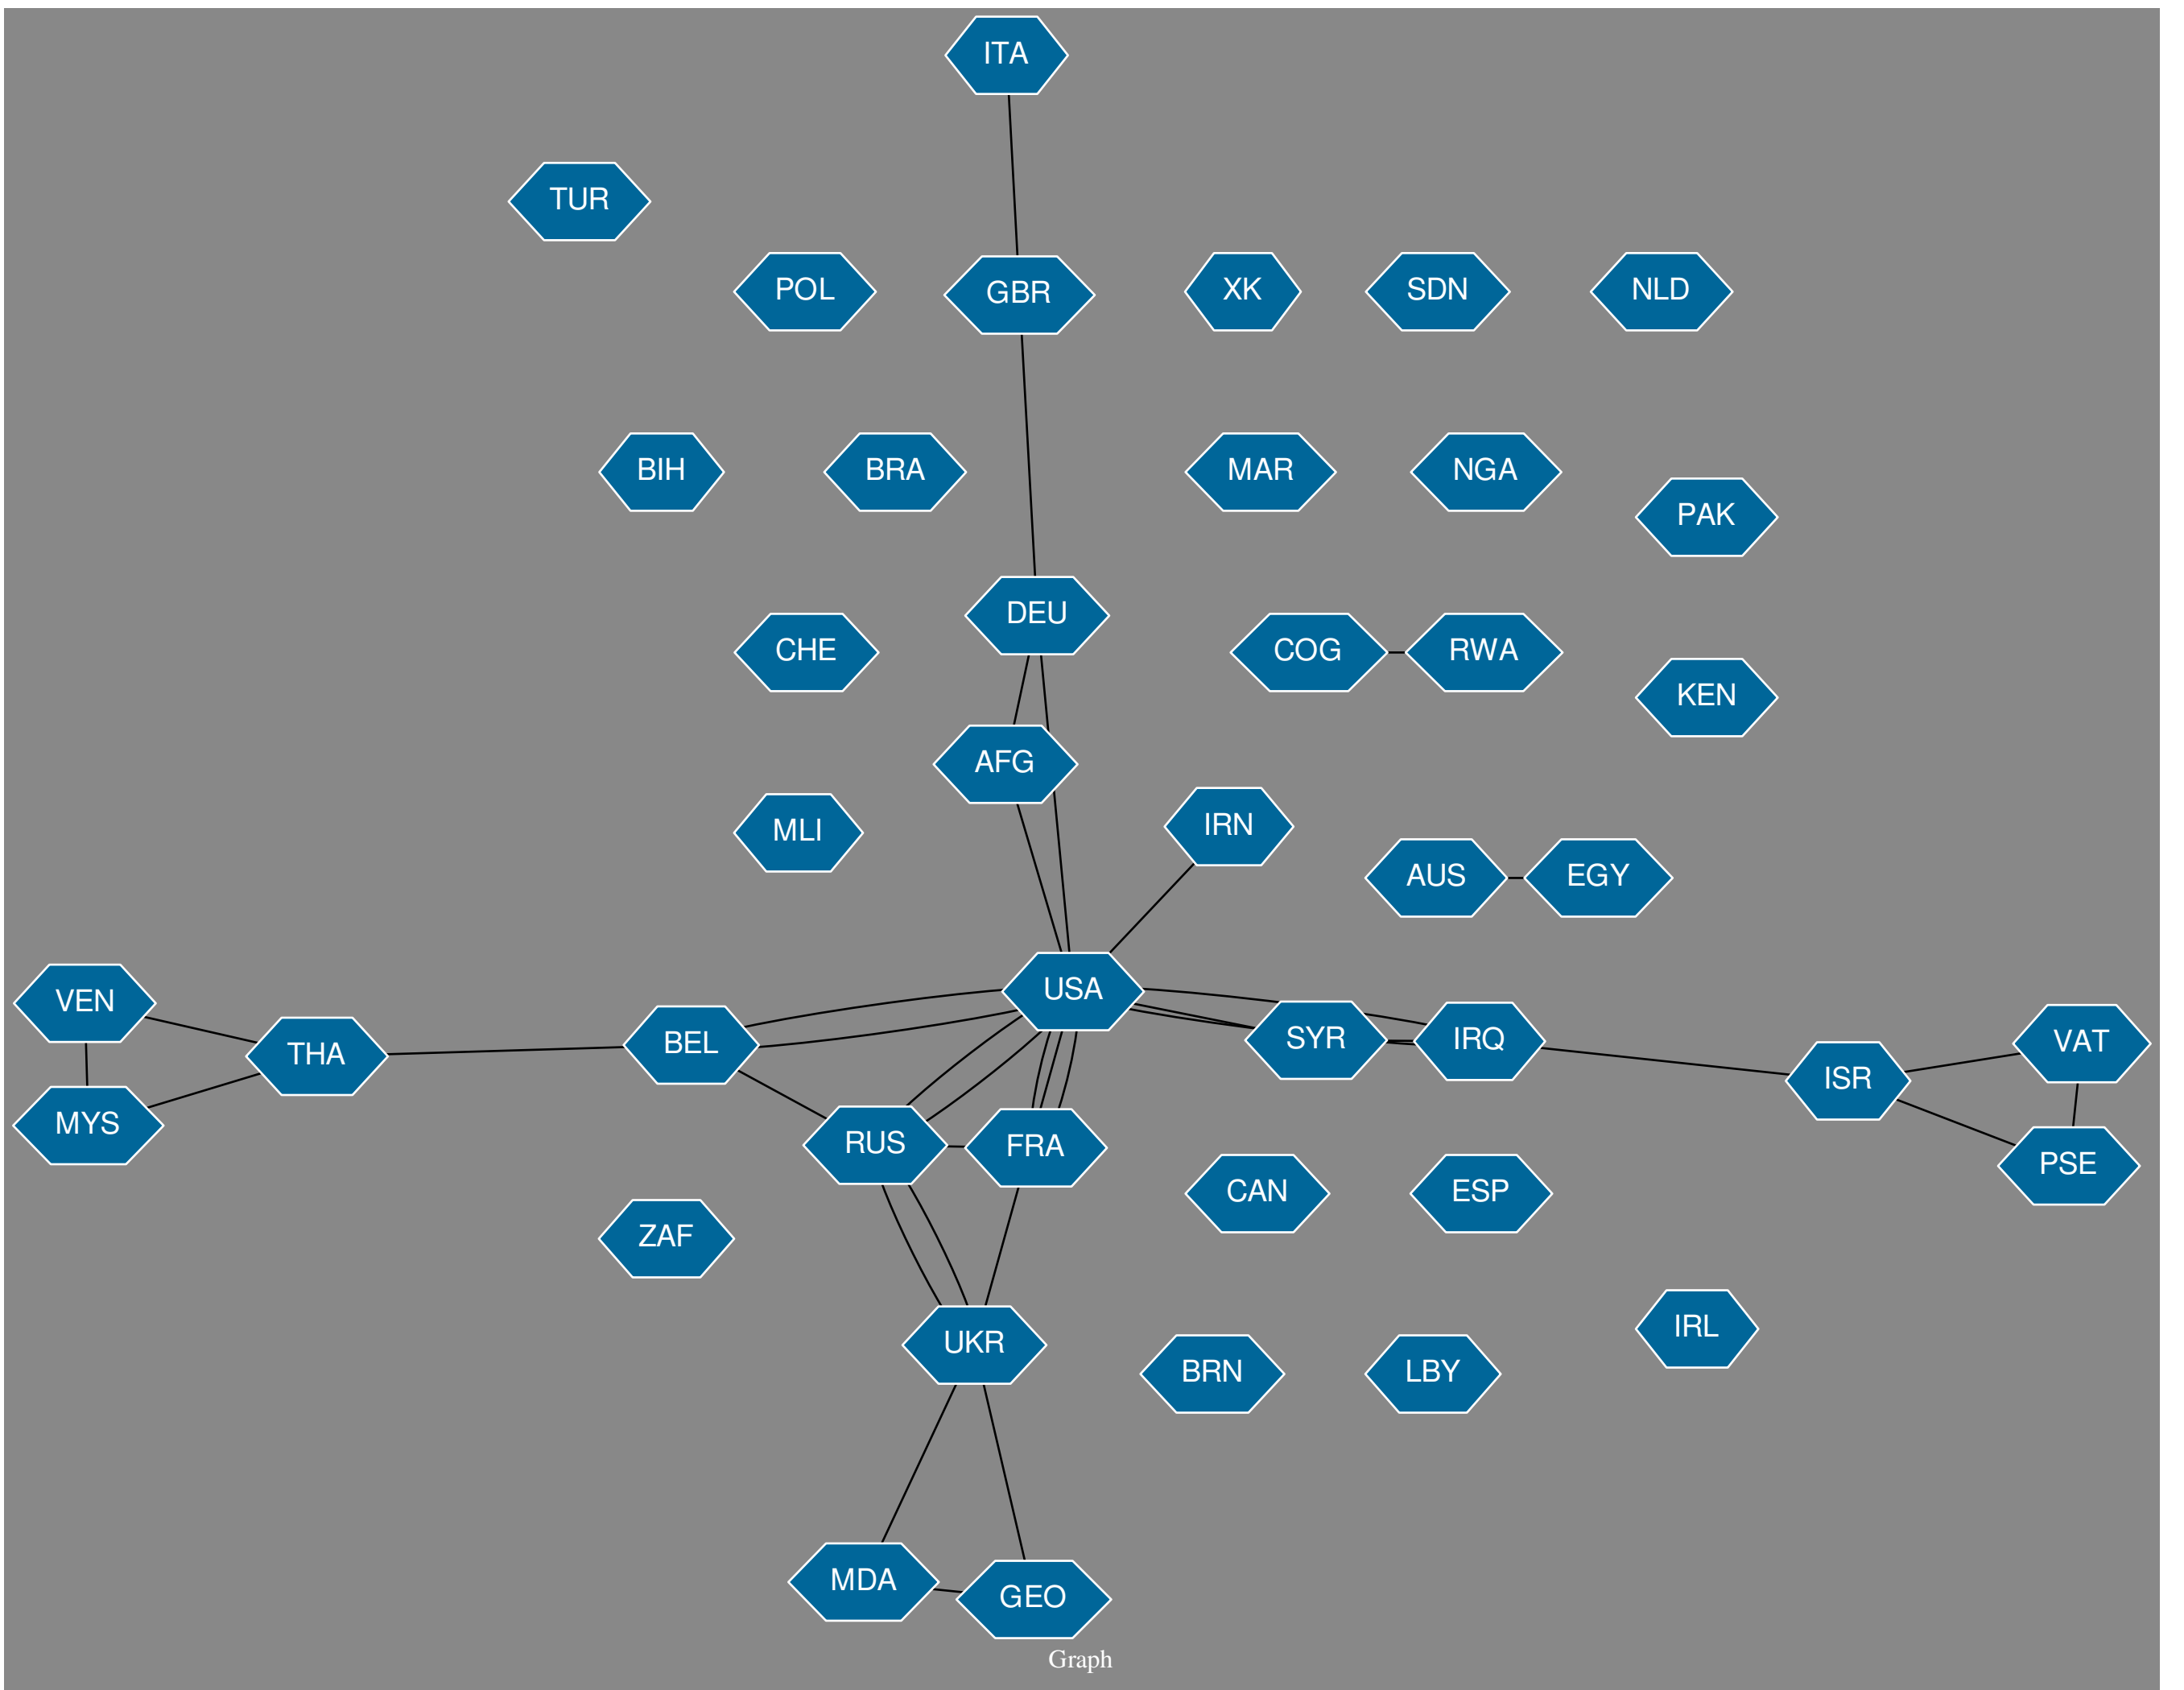 ITA
TUR
POL
GBR
XK
SDN
NLD
BIH
BRA
MAR
NGA
PAK
DEU
CHE
COG
RWA
KEN
AFG
MLI
IRN
AUS
EGY
USA
VEN
THA
BEL
SYR
IRQ
VAT
ISR
MYS
RUS
FRA
PSE
CAN
ESP
ZAF
UKR
IRL
BRN
LBY
MDA
GEO
Graph